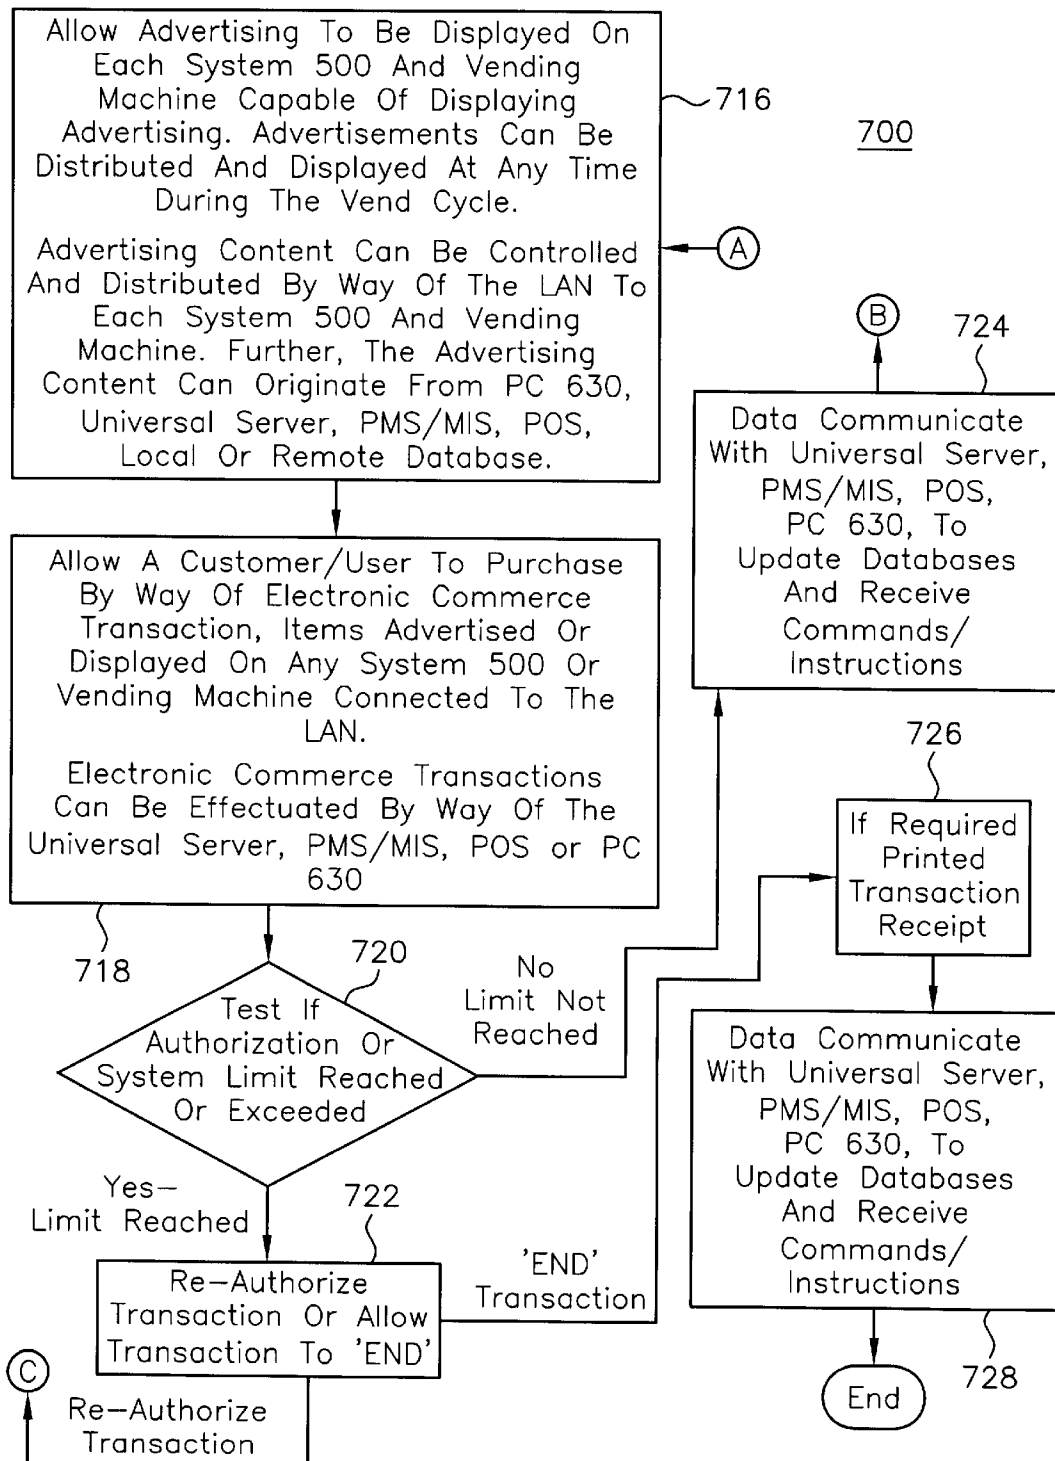 Allow Advertising To Be Displayed On
Each System 500 And Vending
Machine Capable Of Displaying
Advertising. Advertisements Can Be
Distributed And Displayed At Any Time
During The Vend Cycle.
Advertising Content Can Be Controlled
And Distributed By Way Of The LAN To
Each System 500 And Vending
Machine. Further, The Advertising
Content Can Originate From PC 630,
Universal Server, PMS/MIS, POS,
Local Or Remote Database.
716
700
A
Allow A Customer/User To Purchase
By Way Of Electronic Commerce
Transaction, Items Advertised Or
Displayed On Any System 500 Or
Vending Machine Connected To The
LAN.
Electronic Commerce Transactions
Can Be Effectuated By Way Of The
Universal Server, PMS/MIS, POS or PC
630
718
720
Test If
Authorization Or
System Limit Reached
Or Exceeded
No
Limit Not
Reached
Yes–
Limit Reached
722
Re–Authorize
Transaction Or Allow
Transaction To 'END'
'END'
Transaction
C
Re–Authorize
Transaction
B
724
Data Communicate
With Universal Server,
PMS/MIS, POS,
PC 630, To
Update Databases
And Receive
Commands/
Instructions
726
If Required
Printed
Transaction
Receipt
Data Communicate
With Universal Server,
PMS/MIS, POS,
PC 630, To
Update Databases
And Receive
Commands/
Instructions
728
End